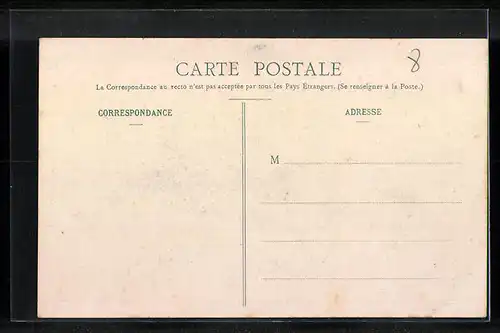 CARTE POSTALE
8
La Correspondance au recto n'est pas acceptée par tous les Pays Étrangers. (Se renseigner à la Poste.)
CORRESPONDANCE
ADRESSE
M